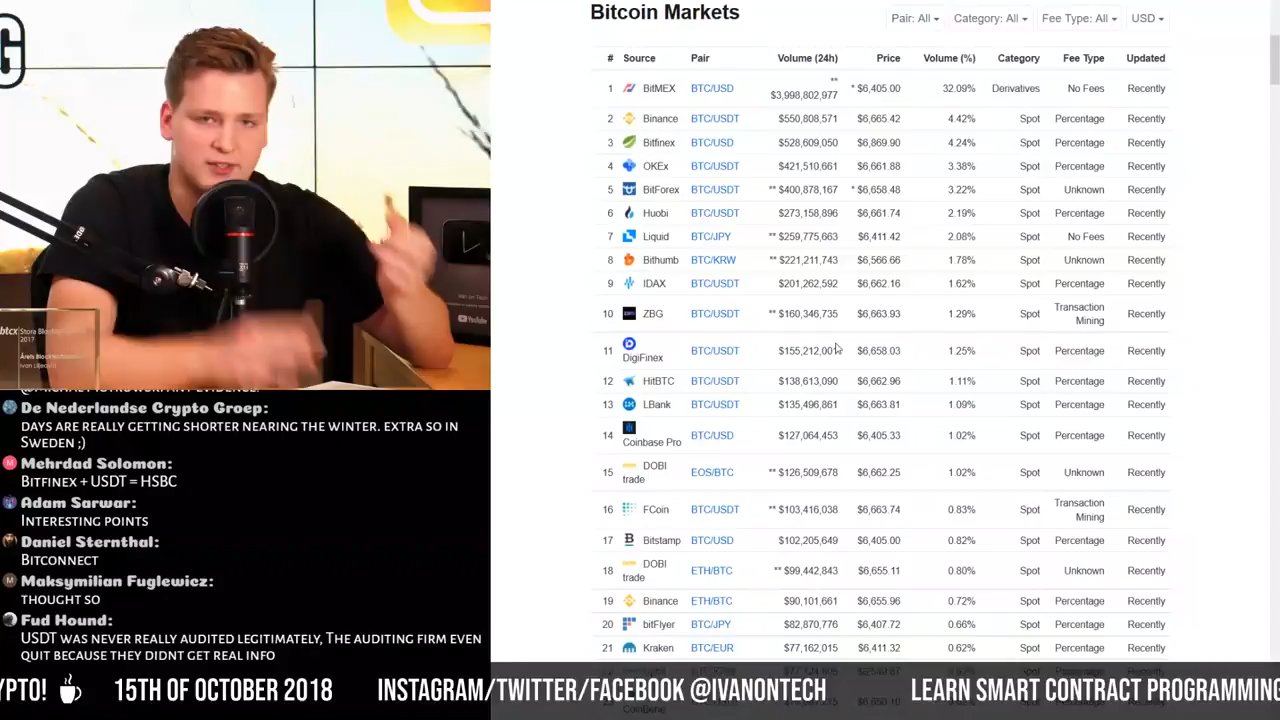 G
btcx
Store Blo
2017
Årets Block
Ivan Liljeqvis
Ivan on Tech
YouTube
De Nederlandse Crypto Groep:
DAYS ARE REALLY GETTING SHORTER NEARING THE WINTER. EXTRA SO IN
SWEDEN ;)
Mehrdad Solomon:
BITFINEX + USDT = HSBC
Adam Sarwar:
INTERESTING POINTS
Daniel Sternthal:
BITCONNECT
Maksymilian Fuglewicz:
THOUGHT SO
Fud Hound:
USDT WAS NEVER REALLY AUDITED LEGITIMATELY, THE AUDITING FIRM EVEN
QUIT BECAUSE THEY DIDNT GET REAL INFO
Bitcoin Markets
Pair: All Category: All Fee Type: All USD
# Source Pair Volume (24h) Price Volume (%) Category Fee Type Updated
1 BitMEX BTC/USD ** $3,998,802,977 * $6,405.00 32.09% Derivatives No Fees Recently
2 Binance BTC/USDT $550,808,571 $6,665.42 4.42% Spot Percentage Recently
3 Bitfinex BTC/USD $528,609,050 $6,869.90 4.24% Spot Percentage Recently
4 OKEx BTC/USDT $421,510,661 $6,661.88 3.38% Spot Percentage Recently
5 BitForex BTC/USDT ** $400,878,167 * $6,658.48 3.22% Spot Unknown Recently
6 Huobi BTC/USDT $273,158,896 $6,661.74 2.19% Spot Percentage Recently
7 Liquid BTC/JPY ** $259,775,663 $6,411.42 2.08% Spot No Fees Recently
8 Bithumb BTC/KRW ** $221,211,743 $6,566.66 1.78% Spot Percentage Recently
9 IDAX BTC/USDT $201,262,592 $6,662.16 1.62% Spot Percentage Recently
10 ZBG BTC/USDT ** $160,346,735 $6,663.93 1.29% Spot Transaction Mining Recently
11 DigiFinex BTC/USDT $155,212,001 $6,658.03 1.25% Spot Percentage Recently
12 HitBTC BTC/USDT $138,613,090 $6,662.96 1.11% Spot Percentage Recently
13 LBank BTC/USDT $135,496,861 $6,663.81 1.09% Spot Percentage Recently
14 Coinbase Pro BTC/USD $127,064,453 $6,405.33 1.02% Spot Percentage Recently
15 DOBI trade EOS/BTC ** $126,509,678 $6,662.25 1.02% Spot Unknown Recently
16 FCoin BTC/USDT ** $103,416,038 $6,663.74 0.83% Spot Transaction Mining Recently
17 Bitstamp BTC/USD $102,205,649 $6,405.00 0.82% Spot Percentage Recently
18 DOBI trade ETH/BTC ** $99,442,843 $6,655.11 0.80% Spot Unknown Recently
19 Binance ETH/BTC $90,101,661 $6,655.96 0.72% Spot Percentage Recently
20 bitFlyer BTC/JPY $82,870,776 $6,407.72 0.66% Spot Percentage Recently
21 Kraken BTC/EUR $77,162,015 $6,411.32 0.62% Spot Percentage Recently
YPTO! 15TH OF OCTOBER 2018 INSTAGRAM/TWITTER/FACEBOOK @IVANONTECH LEARN SMART CONTRACT PROGRAMMING